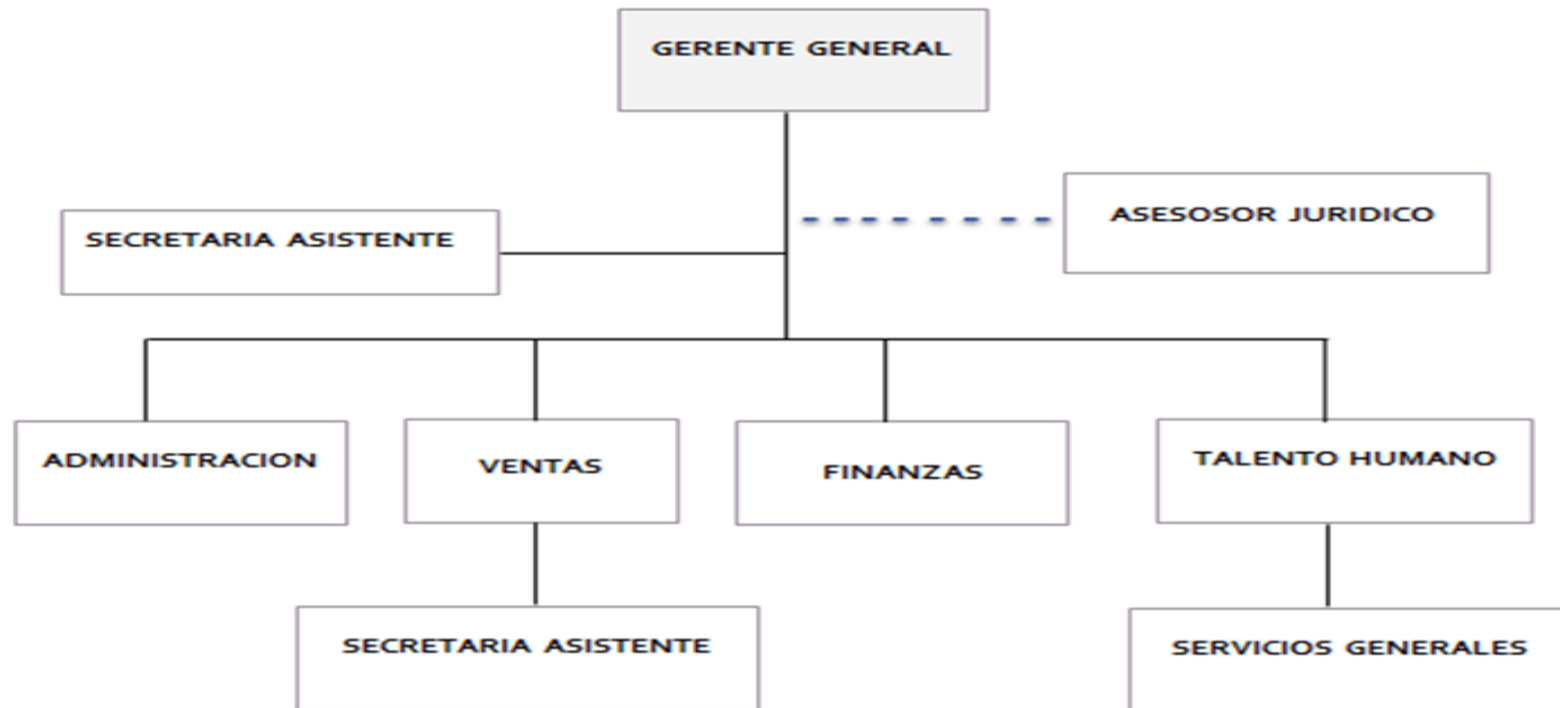 GERENTE GENERAL
ASESOSOR JURIDICO
SECRETARIA ASISTENTE
ADMINISTRACION
VENTAS
FINANZAS
TALENTO HUMANO
SECRETARIA ASISTENTE
SERVICIOS GENERALES